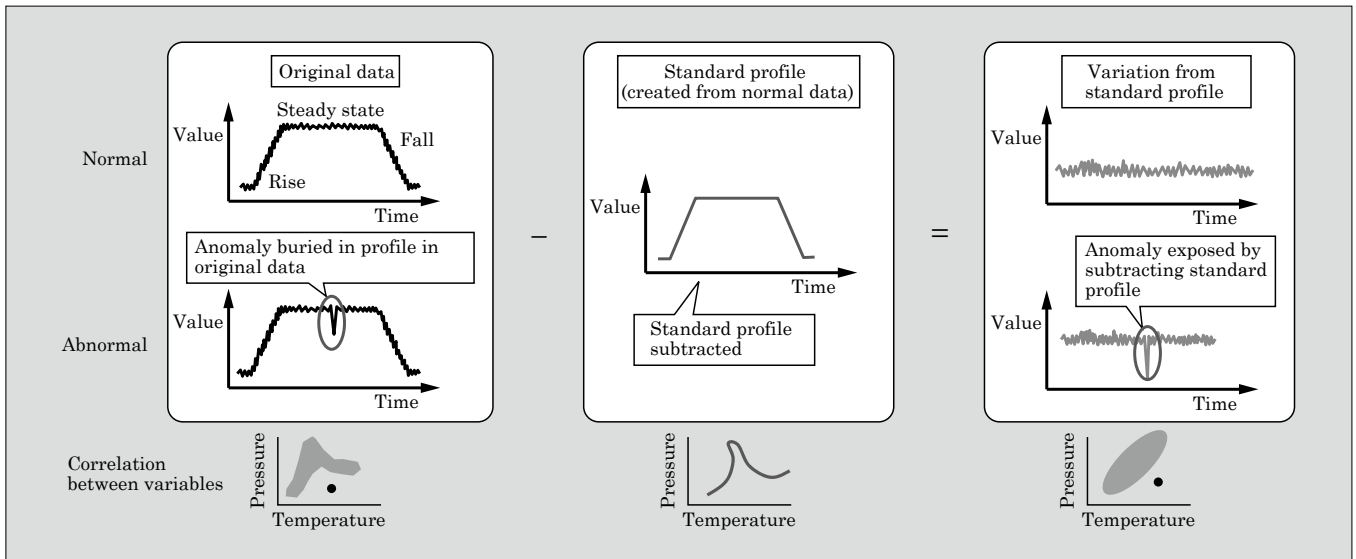 Original data
Value
Steady state
Fall
Rise
Time
Normal
Anomaly buried in profile in
original data
Value
Time
Abnormal
Standard profile
(created from normal data)
Value
Time
Standard profile
subtracted
−
=
Variation from
standard profile
Value
Time
Anomaly exposed by
subtracting standard
profile
Value
Time
Correlation
between variables
Pressure
Temperature
Pressure
Temperature
Pressure
Temperature